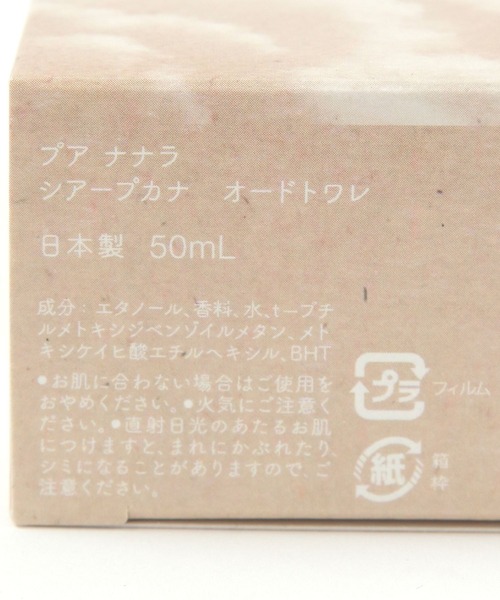 プア ナナラ
シアープカナ　オードトワレ
日本製 50mL
成分：エタノール、香料、水、t-ブチ
ルメトキシジベンゾイルメタン、メト
キシケイヒ酸エチルヘキシル、BHT
●お肌に合わない場合はご使用を
おやめください。●火気にご注意く
ださい。●直射日光のあたるお肌
につけますと、まれにかぶれたり、
シミになることがありますので、ご
注意ください。
プラ フィルム
紙 箱
枠